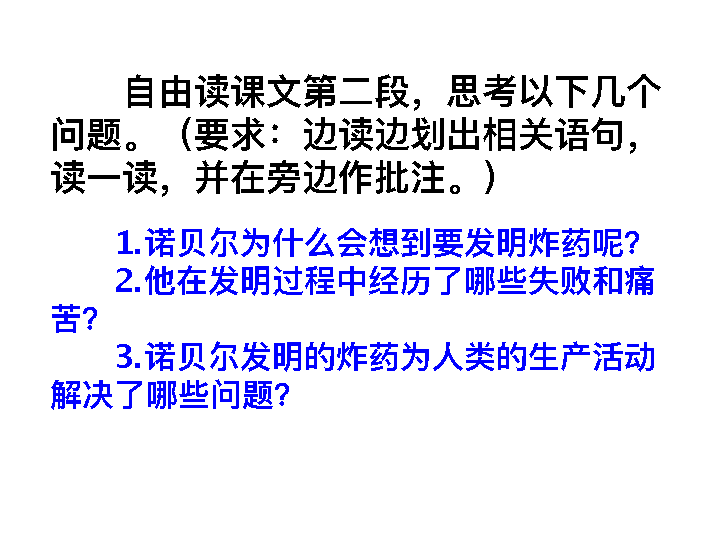 自由读课文第二段，思考以下几个
问题。（要求：边读边划出相关语句，
读一读，并在旁边作批注。）
1.诺贝尔为什么会想到要发明炸药呢？
2.他在发明过程中经历了哪些失败和痛
苦？
3.诺贝尔发明的炸药为人类的生产活动
解决了哪些问题？